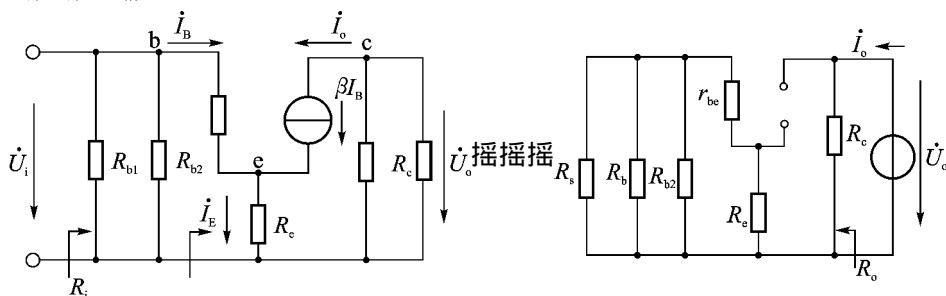 b İ_B İ_o c
βI_B
U̇_i R_b1 R_b2 e R_c U̇_o
İ_E R_c
R_i
摇摇摇
İ_o
r_be
R_s R_b R_b2 R_c U̇_o
R_e
R_o